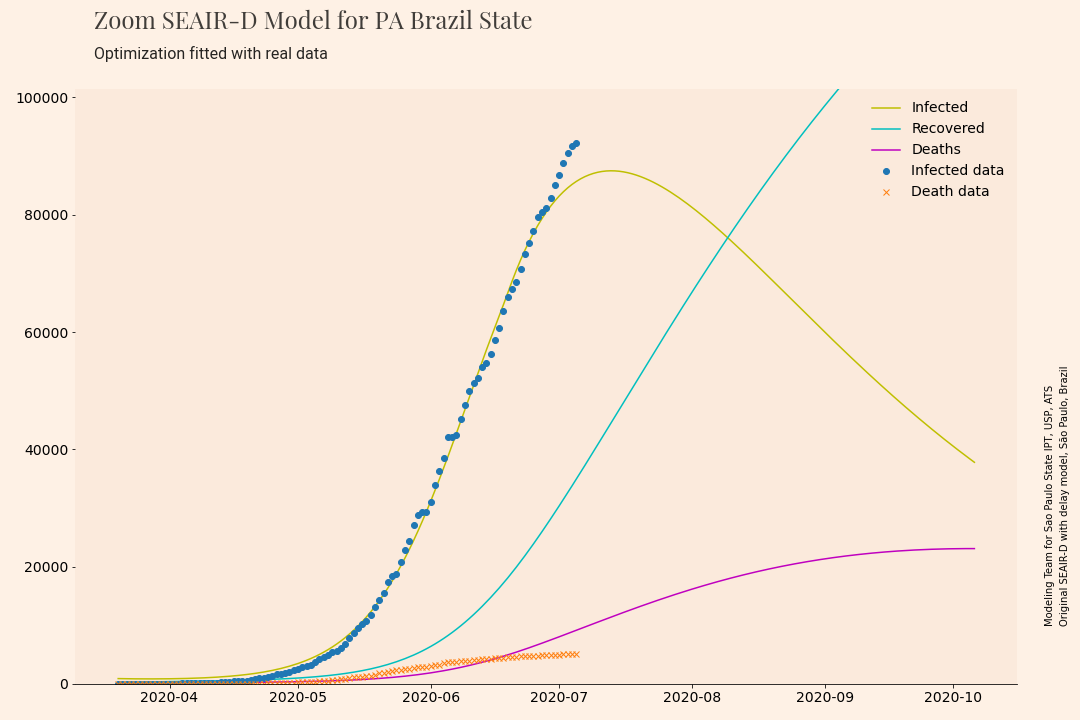 Zoom SEAIR-D Model for PA Brazil State
Optimization fitted with real data
100000
80000
60000
40000
20000
0
Infected
Recovered
Deaths
Infected data
Death data
2020-04
2020-05
2020-06
2020-07
2020-08
2020-09
2020-10
Modeling Team for Sao Paulo State IPT, USP, ATS
Original SEAIR-D with delay model, São Paulo, Brazil